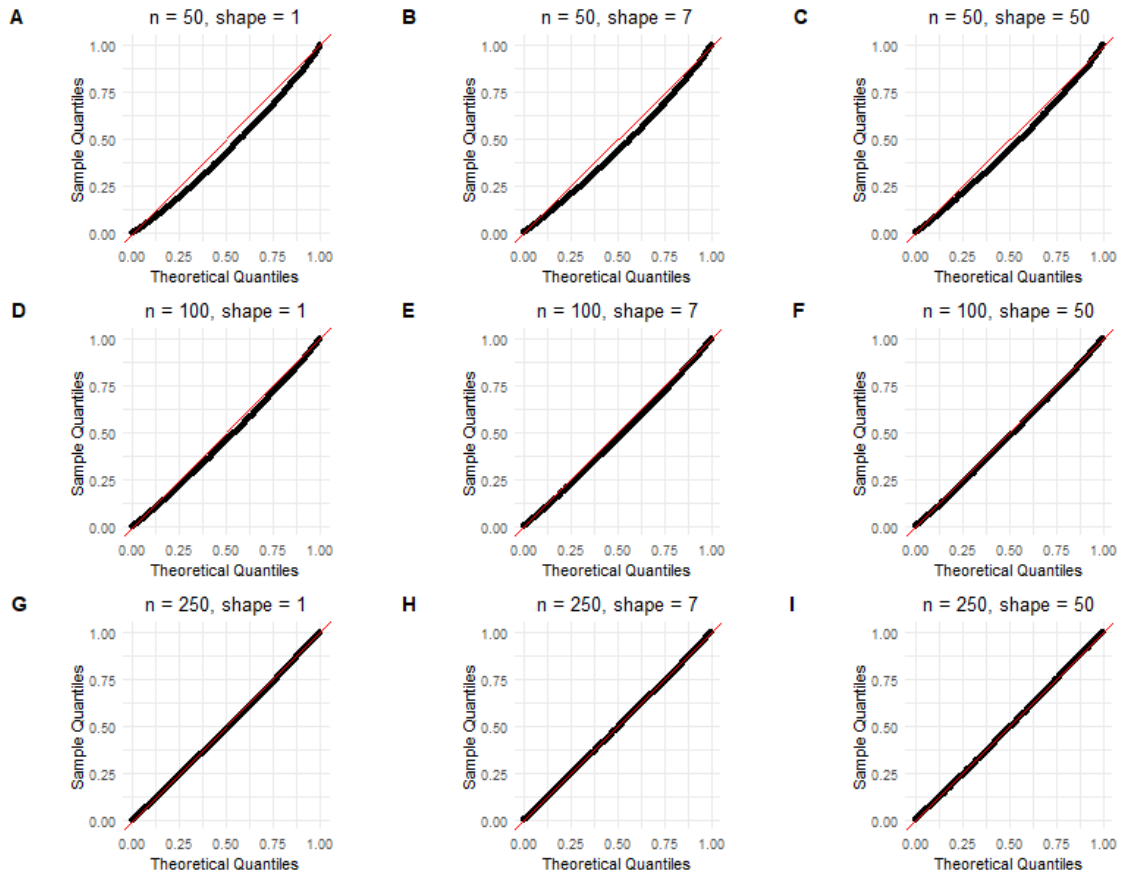 A n = 50, shape = 1
B n = 50, shape = 7
C n = 50, shape = 50
Sample Quantiles
1.00
0.75
0.50
0.25
0.00
0.00 0.25 0.50 0.75 1.00
Theoretical Quantiles
Sample Quantiles
1.00
0.75
0.50
0.25
0.00
0.00 0.25 0.50 0.75 1.00
Theoretical Quantiles
Sample Quantiles
1.00
0.75
0.50
0.25
0.00
0.00 0.25 0.50 0.75 1.00
Theoretical Quantiles
D n = 100, shape = 1
E n = 100, shape = 7
F n = 100, shape = 50
Sample Quantiles
1.00
0.75
0.50
0.25
0.00
0.00 0.25 0.50 0.75 1.00
Theoretical Quantiles
Sample Quantiles
1.00
0.75
0.50
0.25
0.00
0.00 0.25 0.50 0.75 1.00
Theoretical Quantiles
Sample Quantiles
1.00
0.75
0.50
0.25
0.00
0.00 0.25 0.50 0.75 1.00
Theoretical Quantiles
G n = 250, shape = 1
H n = 250, shape = 7
I n = 250, shape = 50
Sample Quantiles
1.00
0.75
0.50
0.25
0.00
0.00 0.25 0.50 0.75 1.00
Theoretical Quantiles
Sample Quantiles
1.00
0.75
0.50
0.25
0.00
0.00 0.25 0.50 0.75 1.00
Theoretical Quantiles
Sample Quantiles
1.00
0.75
0.50
0.25
0.00
0.00 0.25 0.50 0.75 1.00
Theoretical Quantiles